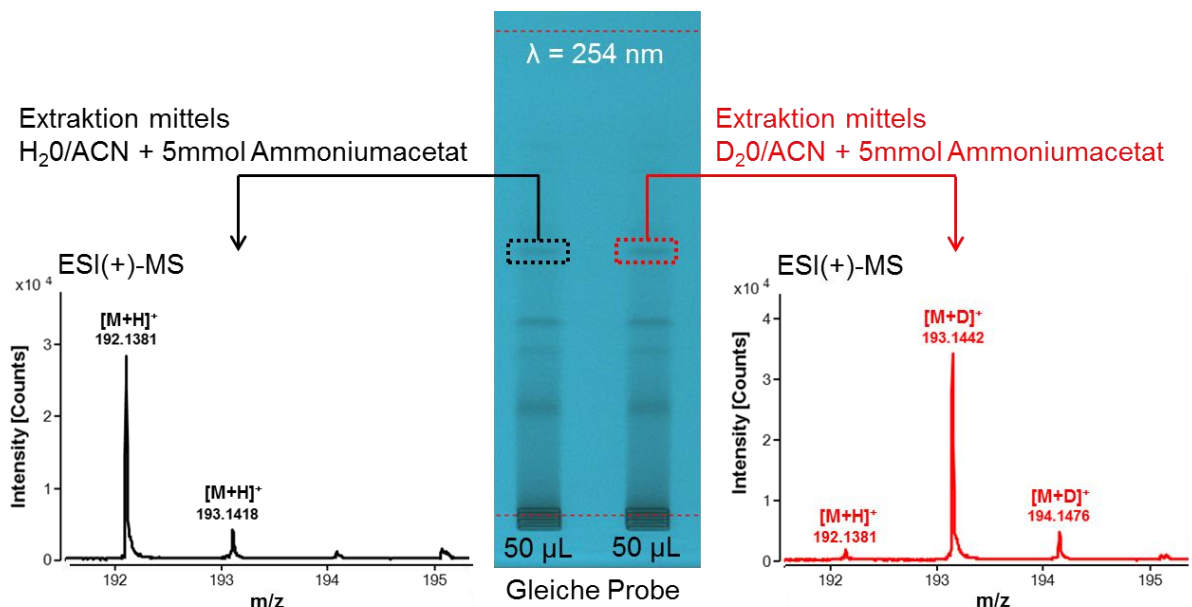 λ = 254 nm
Extraktion mittels
H₂0/ACN + 5mmol Ammoniumacetat
Extraktion mittels
D₂0/ACN + 5mmol Ammoniumacetat
ESI(+)-MS
x10⁴
Intensity [Counts]
3
2
1
0
[M+H]⁺
192.1381
[M+H]⁺
193.1418
192 193 194 195
m/z
50 µL 50 µL
Gleiche Probe
ESI(+)-MS
x10⁴
Intensity [Counts]
4
3
2
1
0
[M+D]⁺
193.1442
[M+H]⁺
192.1381
[M+D]⁺
194.1476
192 193 194 195
m/z